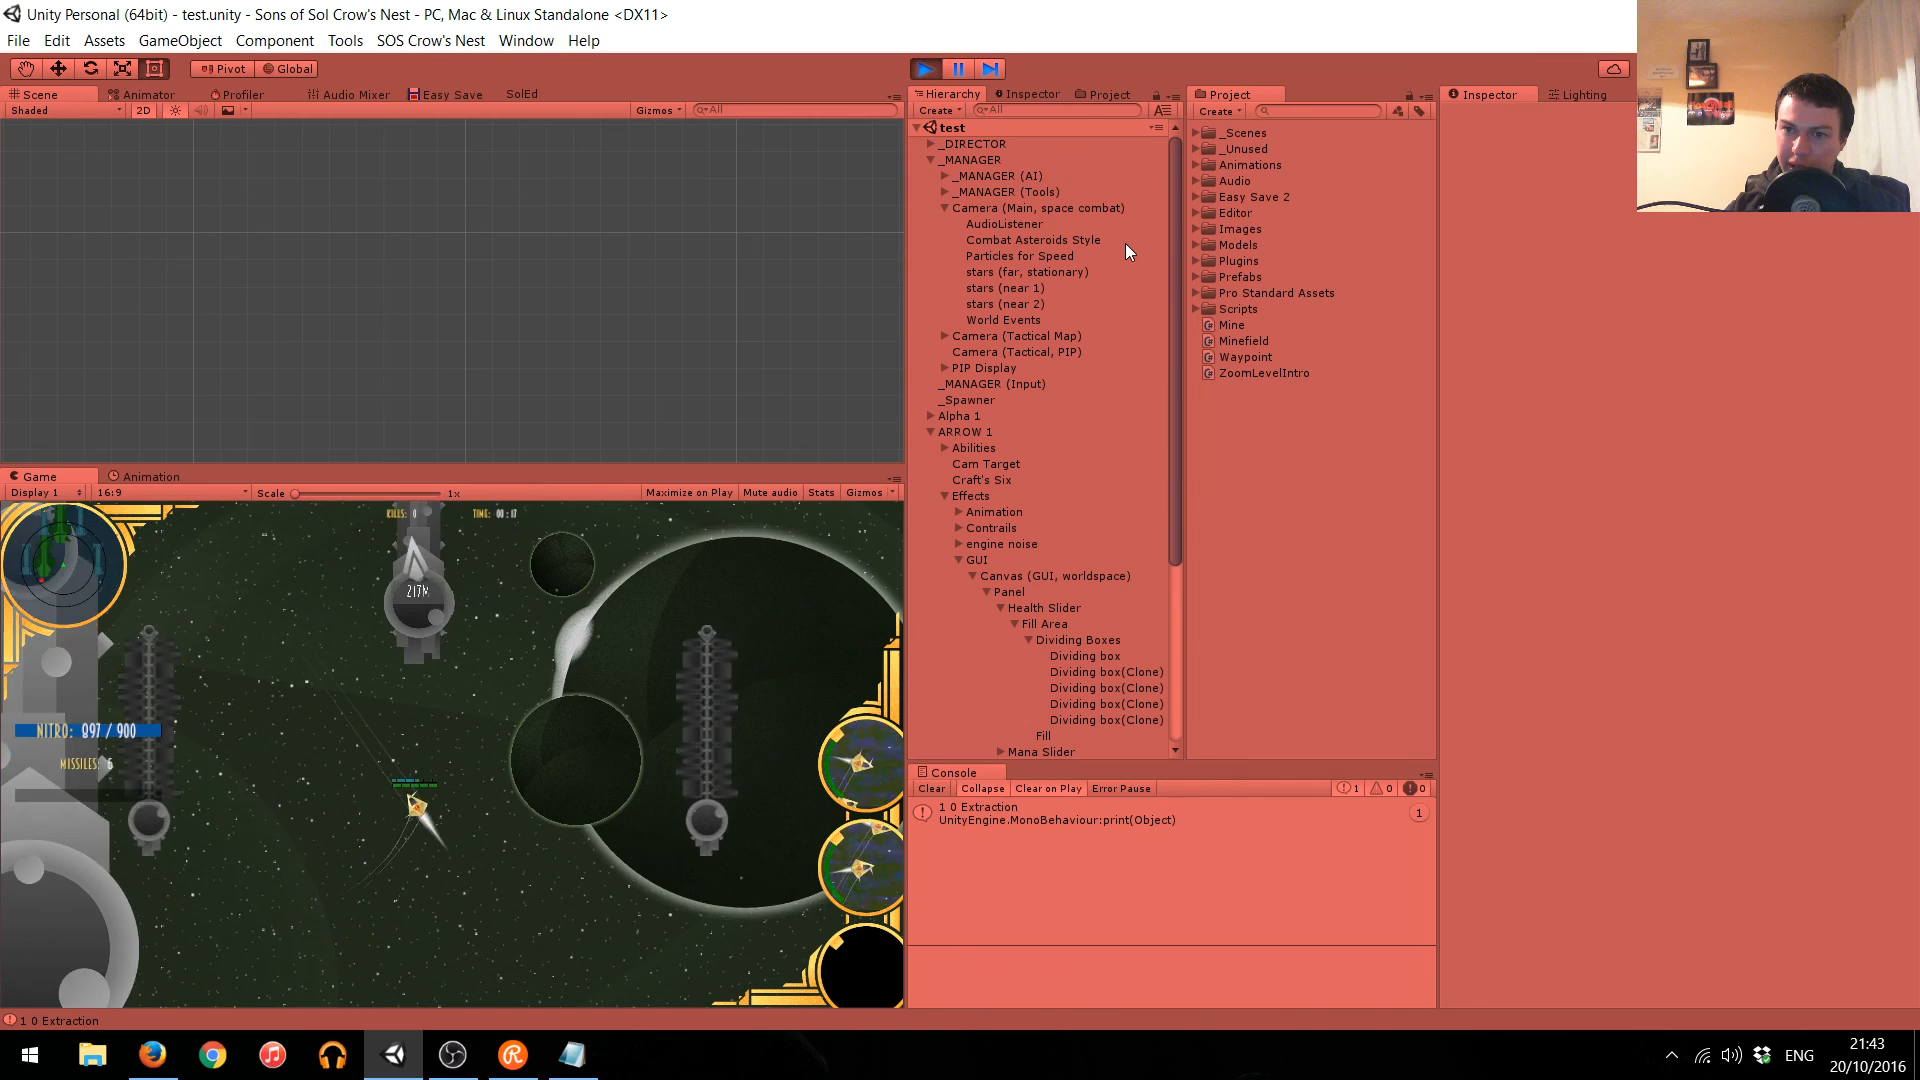 Unity Personal (64bit) - test.unity - Sons of Sol Crow's Nest - PC, Mac & Linux Standalone <DX11>
File Edit Assets GameObject Component Tools SOS Crow's Nest Window Help
Pivot Global
Scene Animator Profiler Audio Mixer Easy Save SolEd
Shaded 2D Gizmos All
Hierarchy Inspector Project
Create All
test
_DIRECTOR
_MANAGER
_MANAGER (AI)
_MANAGER (Tools)
Camera (Main, space combat)
AudioListener
Combat Asteroids Style
Particles for Speed
stars (far, stationary)
stars (near 1)
stars (near 2)
World Events
Camera (Tactical Map)
Camera (Tactical, PIP)
PIP Display
_MANAGER (Input)
_Spawner
Alpha 1
ARROW 1
Abilities
Cam Target
Craft's Six
Effects
Animation
Contrails
engine noise
GUI
Canvas (GUI, worldspace)
Panel
Health Slider
Fill Area
Dividing Boxes
Dividing box
Dividing box(Clone)
Dividing box(Clone)
Dividing box(Clone)
Dividing box(Clone)
Fill
Mana Slider
Project
Create
_Scenes
_Unused
Animations
Audio
Easy Save 2
Editor
Images
Models
Plugins
Prefabs
Pro Standard Assets
Scripts
Mine
Minefield
Waypoint
ZoomLevelIntro
Inspector Lighting
Game Animation
Display 1 16:9 Scale 1x Maximize on Play Mute audio Stats Gizmos
KILLS: 0 TIME: 00:17
217M
NITRO: 897 / 900
MISSILES: 6
Console
Clear Collapse Clear on Play Error Pause 1 0 0
1 0 Extraction
UnityEngine.MonoBehaviour:print(Object)
1
1 0 Extraction
ENG
21:43
20/10/2016